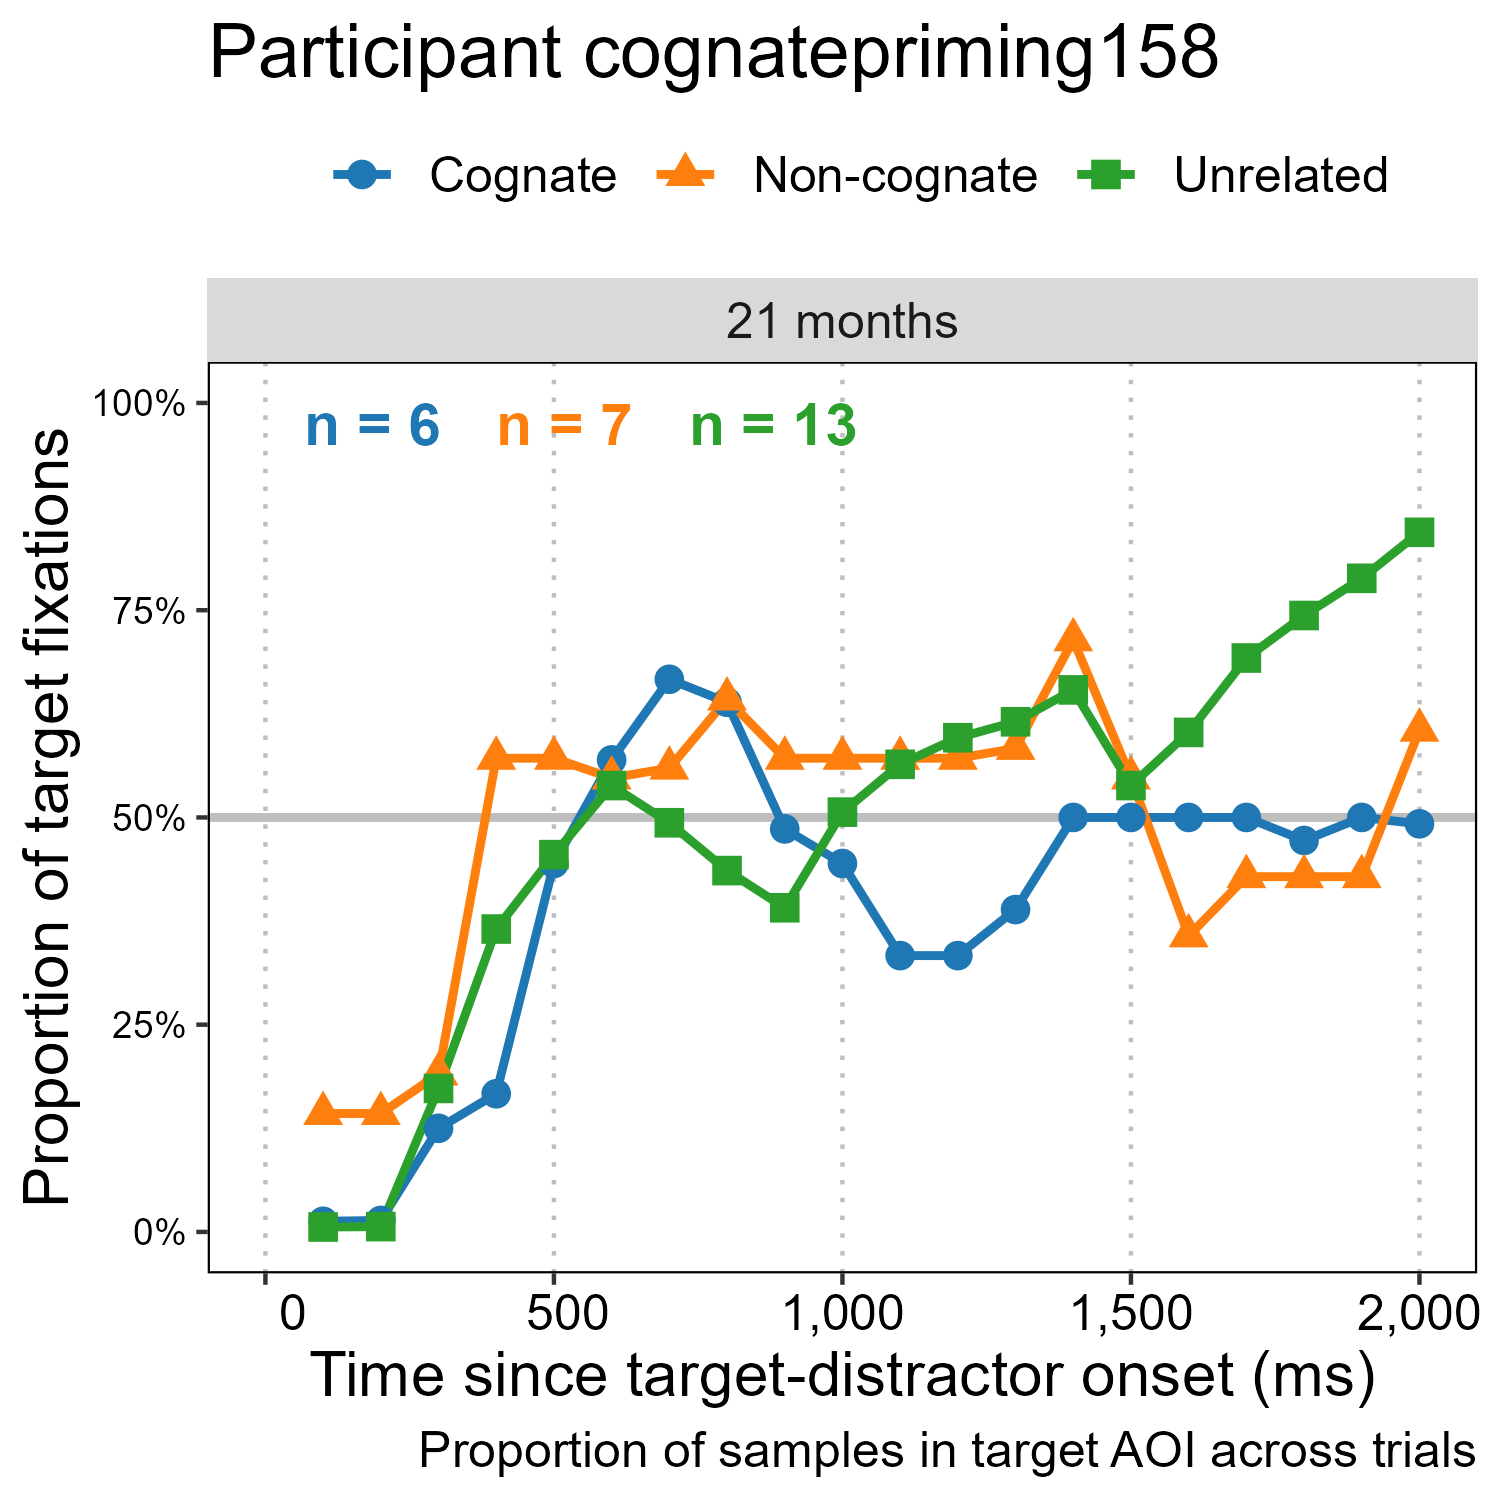 Participant cognatepriming158
Cognate Non-cognate Unrelated
21 months
n = 6 n = 7 n = 13
100%
75%
50%
25%
0%
Proportion of target fixations
0 500 1,000 1,500 2,000
Time since target-distractor onset (ms)
Proportion of samples in target AOI across trials